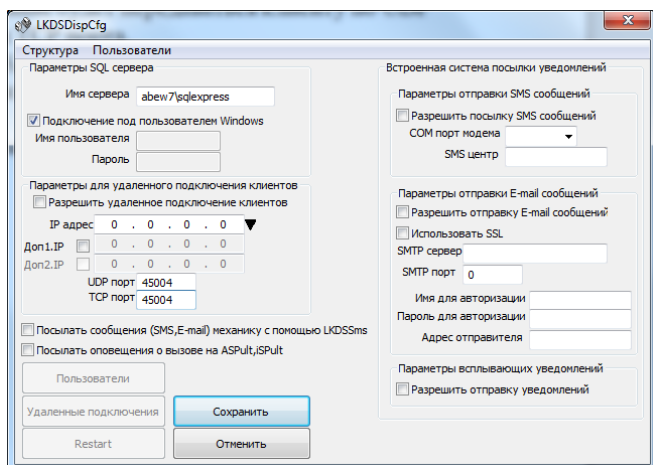 LKDSDispCfg
Структура Пользователи
Параметры SQL сервера
Имя сервера abew7\sqlexpress
Подключение под пользователем Windows
Имя пользователя
Пароль
Параметры для удаленного подключения клиентов
Разрешить удаленное подключение клиентов
IP адрес 0 . 0 . 0 . 0
Доп1.IP 0 . 0 . 0 . 0
Доп2.IP 0 . 0 . 0 . 0
UDP порт 45004
TCP порт 45004
Посылать сообщения (SMS,E-mail) механику с помощью LKDSSms
Посылать оповещения о вызове на ASPult,iSPult
Пользователи
Удаленные подключения Сохранить
Restart Отменить
Встроенная система посылки уведомлений
Параметры отправки SMS сообщений
Разрешить посылку SMS сообщений
COM порт модема
SMS центр
Параметры отправки E-mail сообщений
Разрешить отправку E-mail сообщений
Использовать SSL
SMTP сервер
SMTP порт 0
Имя для авторизации
Пароль для авторизации
Адрес отправителя
Параметры всплывающих уведомлений
Разрешить отправку уведомлений